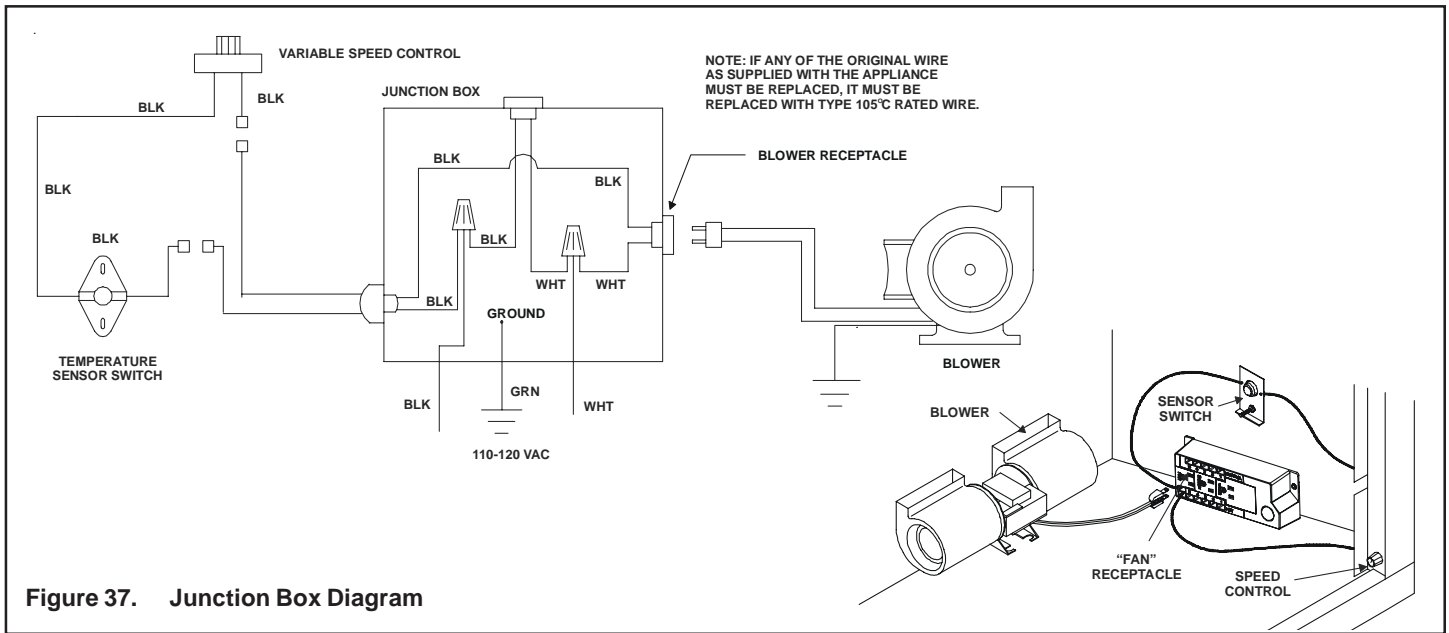 VARIABLE SPEED CONTROL
BLK
BLK
JUNCTION BOX
NOTE: IF ANY OF THE ORIGINAL WIRE
AS SUPPLIED WITH THE APPLIANCE
MUST BE REPLACED, IT MUST BE
REPLACED WITH TYPE 105°C RATED WIRE.
BLK
BLOWER RECEPTACLE
BLK
BLK
BLK
BLK
WHT
WHT
BLK
GROUND
TEMPERATURE
SENSOR SWITCH
BLK
GRN
WHT
110-120 VAC
BLOWER
BLOWER
SENSOR
SWITCH
"FAN"
RECEPTACLE
SPEED
CONTROL
Figure 37. Junction Box Diagram